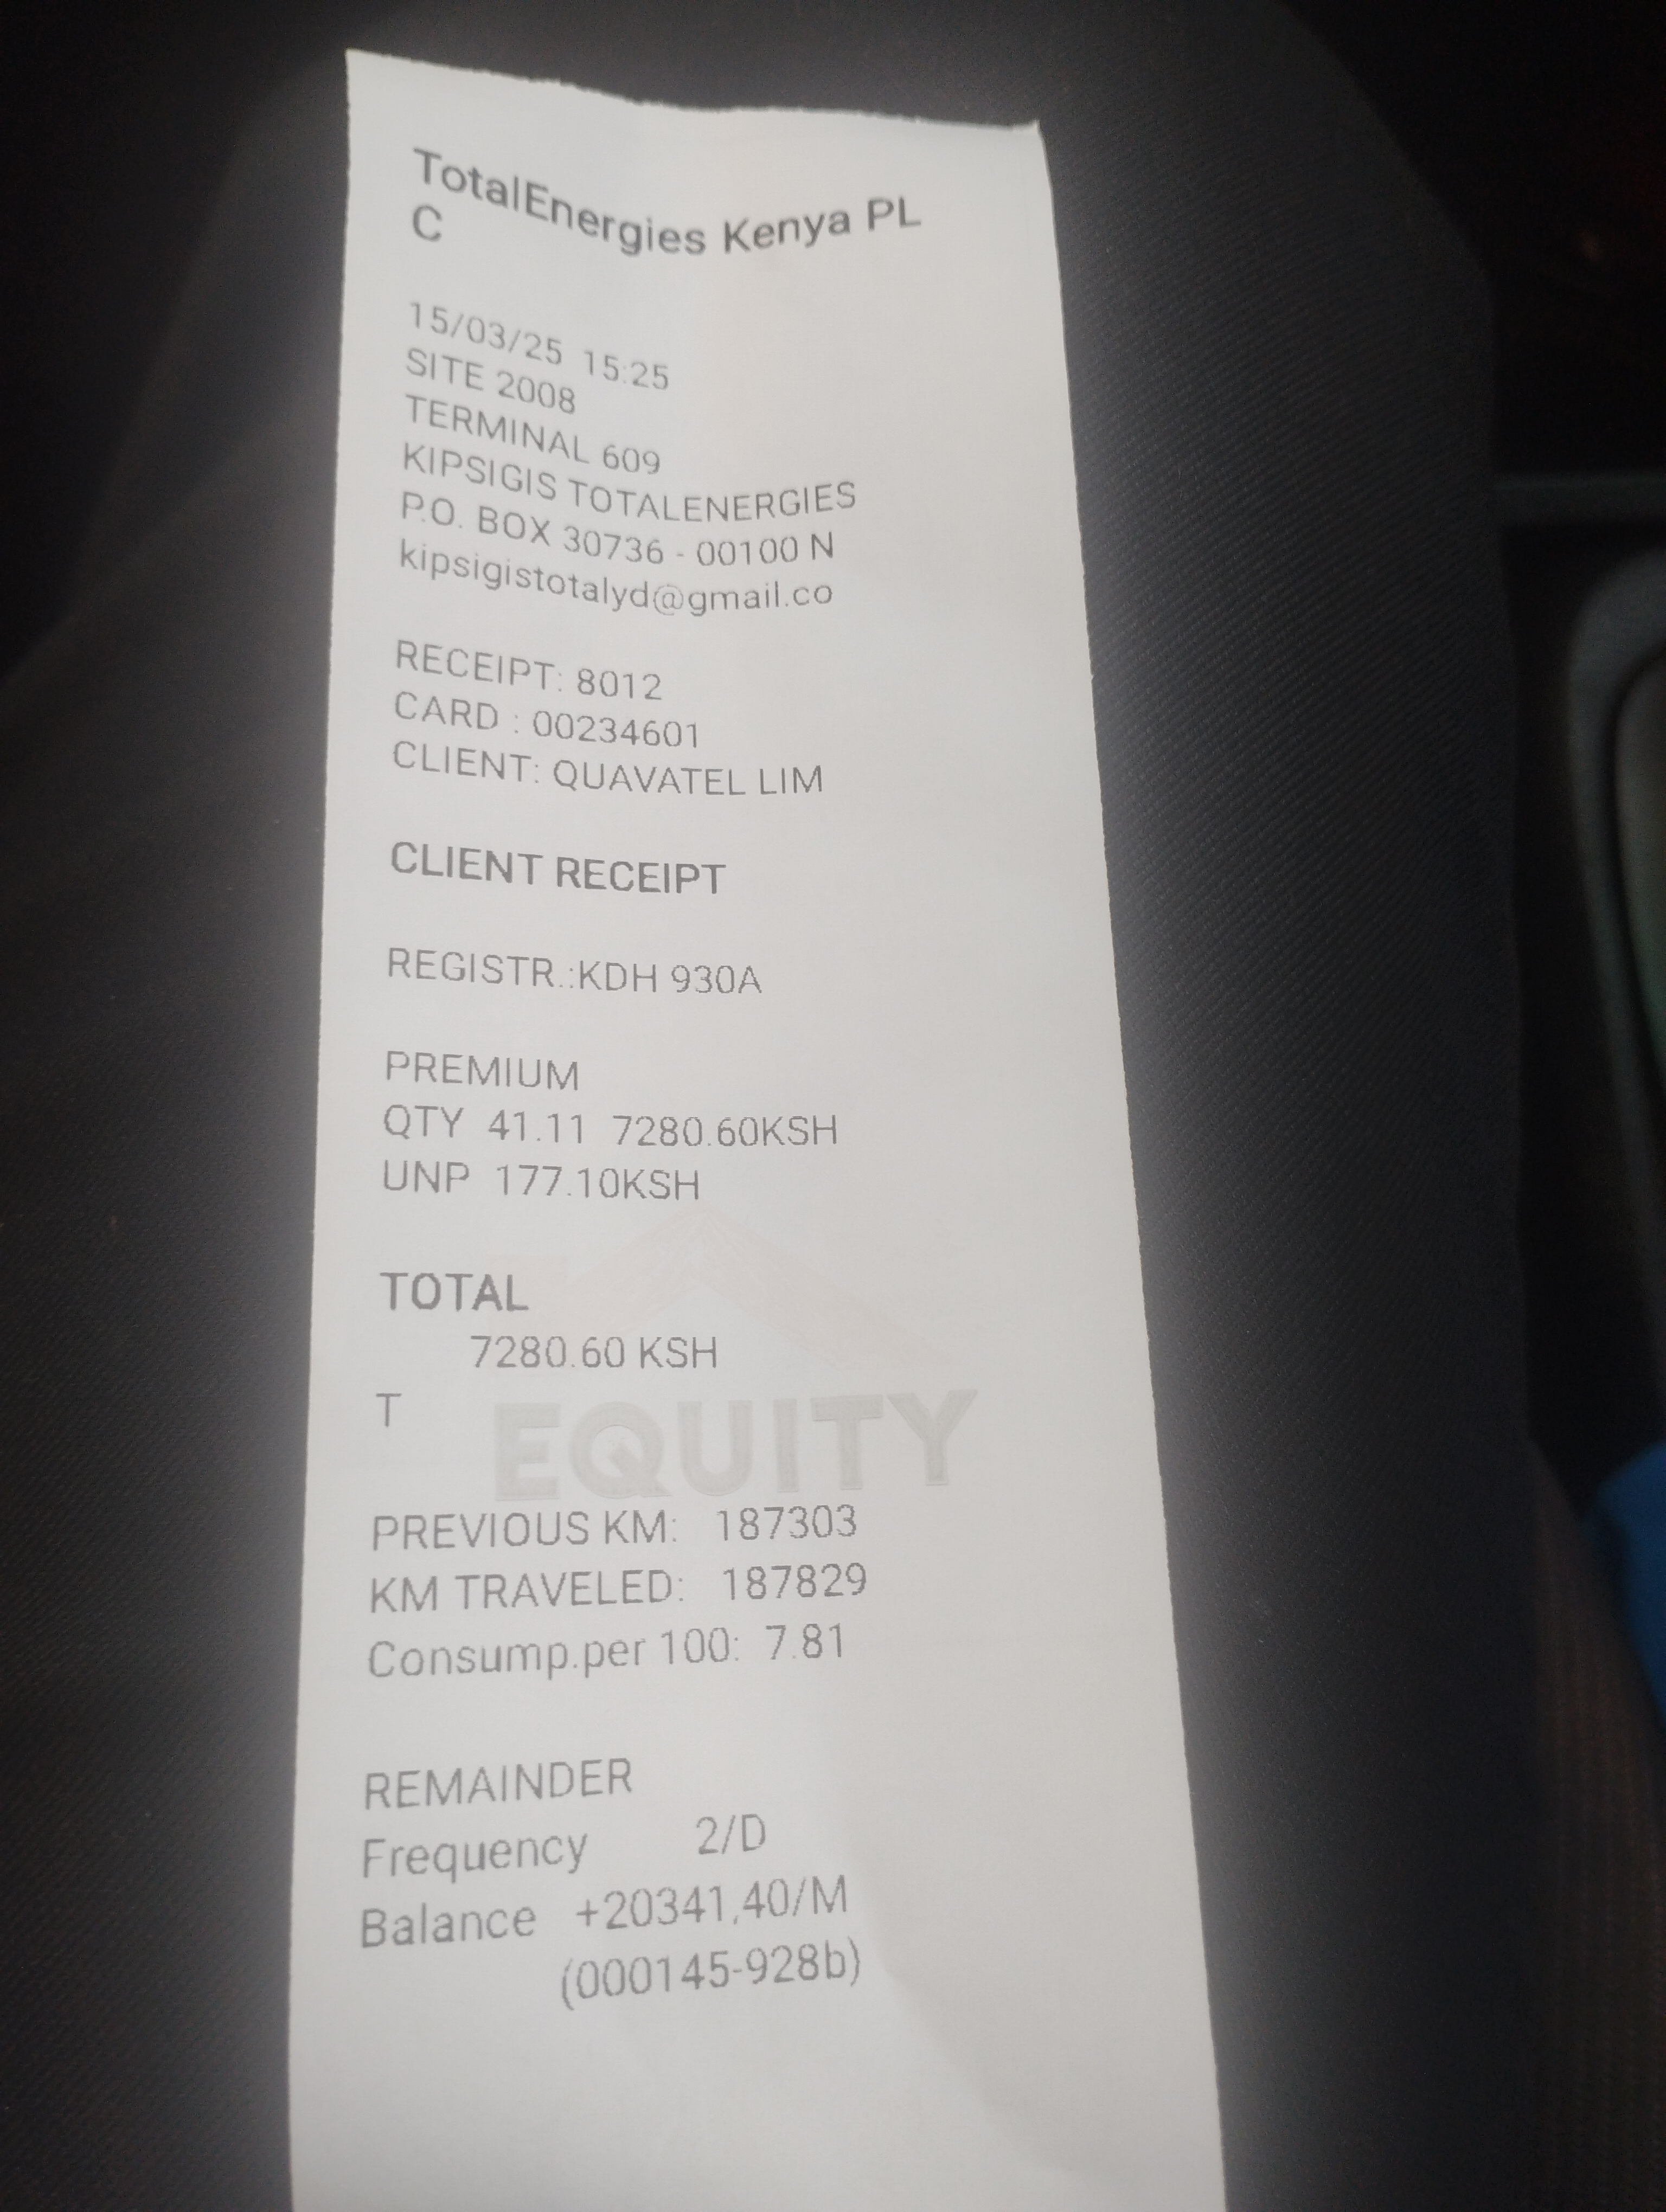 TotalEnergies Kenya PL
C
15/03/25 15:25
SITE 2008
TERMINAL 609
KIPSIGIS TOTALENERGIES
P.O. BOX 30736 - 00100 N
kipsigistotalyd@gmail.co
RECEIPT: 8012
CARD : 00234601
CLIENT: QUAVATEL LIM
CLIENT RECEIPT
REGISTR.:KDH 930A
PREMIUM
QTY 41.11 7280.60KSH
UNP 177.10KSH
TOTAL
7280.60 KSH
T
EQUITY
PREVIOUS KM: 187303
KM TRAVELED: 187829
Consump.per 100: 7.81
REMAINDER
Frequency 2/D
Balance +20341,40/M
(000145-928b)